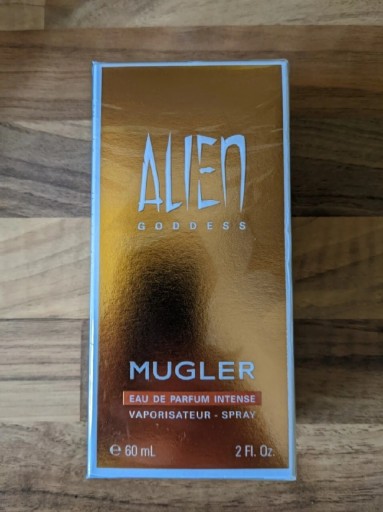 ALIEN
GODDESS
MUGLER
EAU DE PARFUM INTENSE
VAPORISATEUR - SPRAY
℮ 60 mL 2 Fl. Oz.